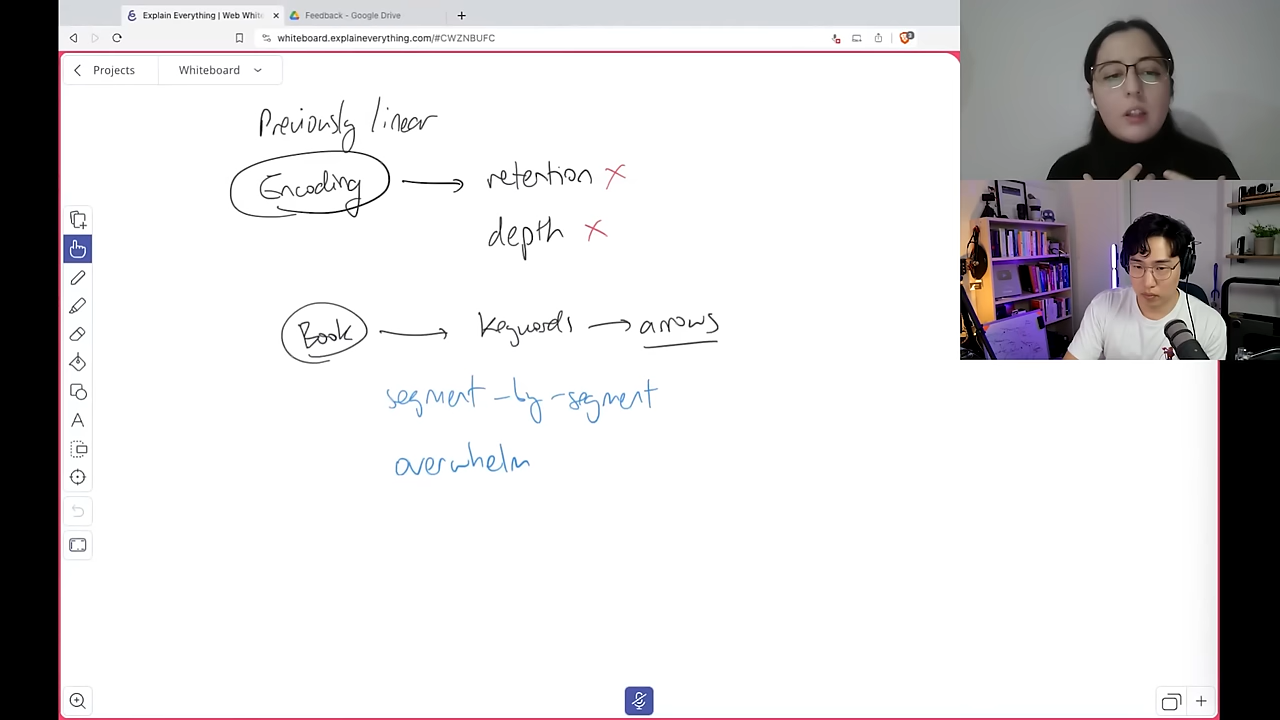 Explain Everything | Web White
Feedback - Google Drive
whiteboard.explaineverything.com/#CWZNBUFC
Projects
Whiteboard
Previously linear
Encoding → retention X
depth X
Book → keywords → arrows
segment-by-segment
overwhelm